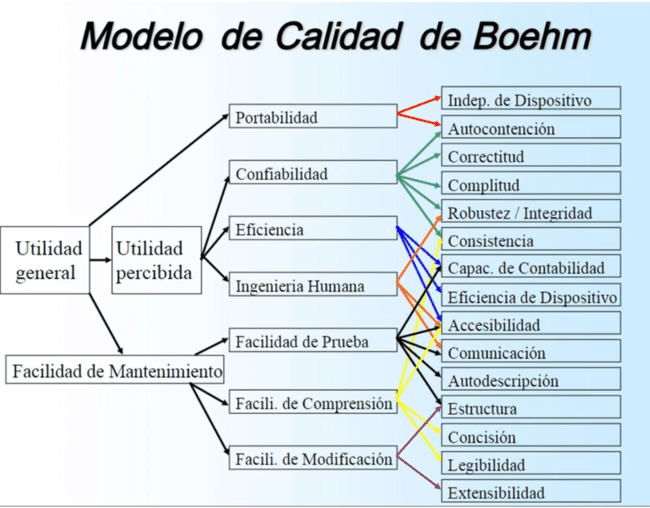 Modelo de Calidad de Boehm
Utilidad
general
Utilidad
percibida
Facilidad de Mantenimiento
Portabilidad
Confiabilidad
Eficiencia
Ingenieria Humana
Facilidad de Prueba
Facili. de Comprensión
Facili. de Modificación
Indep. de Dispositivo
Autocontención
Correctitud
Complitud
Robustez / Integridad
Consistencia
Capac. de Contabilidad
Eficiencia de Dispositivo
Accesibilidad
Comunicación
Autodescripción
Estructura
Concisión
Legibilidad
Extensibilidad